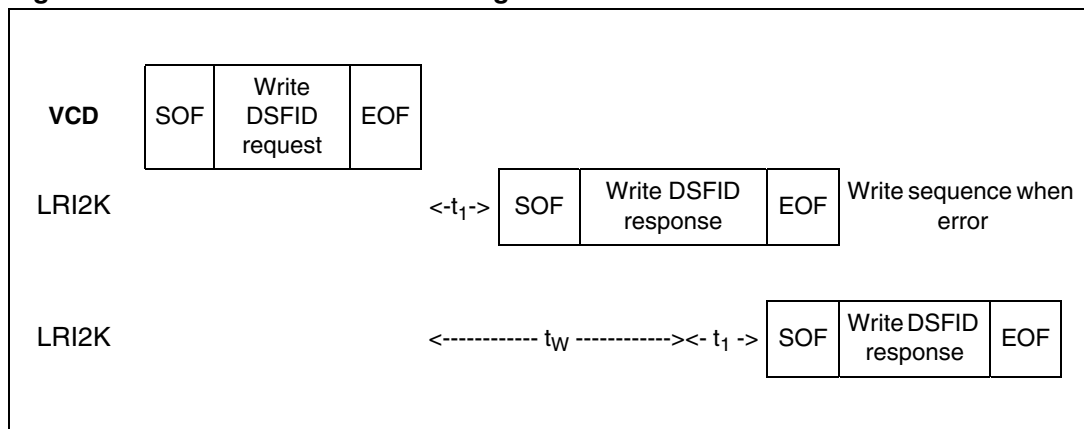 VCD
SOF
Write
DSFID
request
EOF
LRI2K
<-t₁->
SOF
Write DSFID
response
EOF
Write sequence when
error
LRI2K
<------------ t_W ------------><- t₁ ->
SOF
Write DSFID
response
EOF